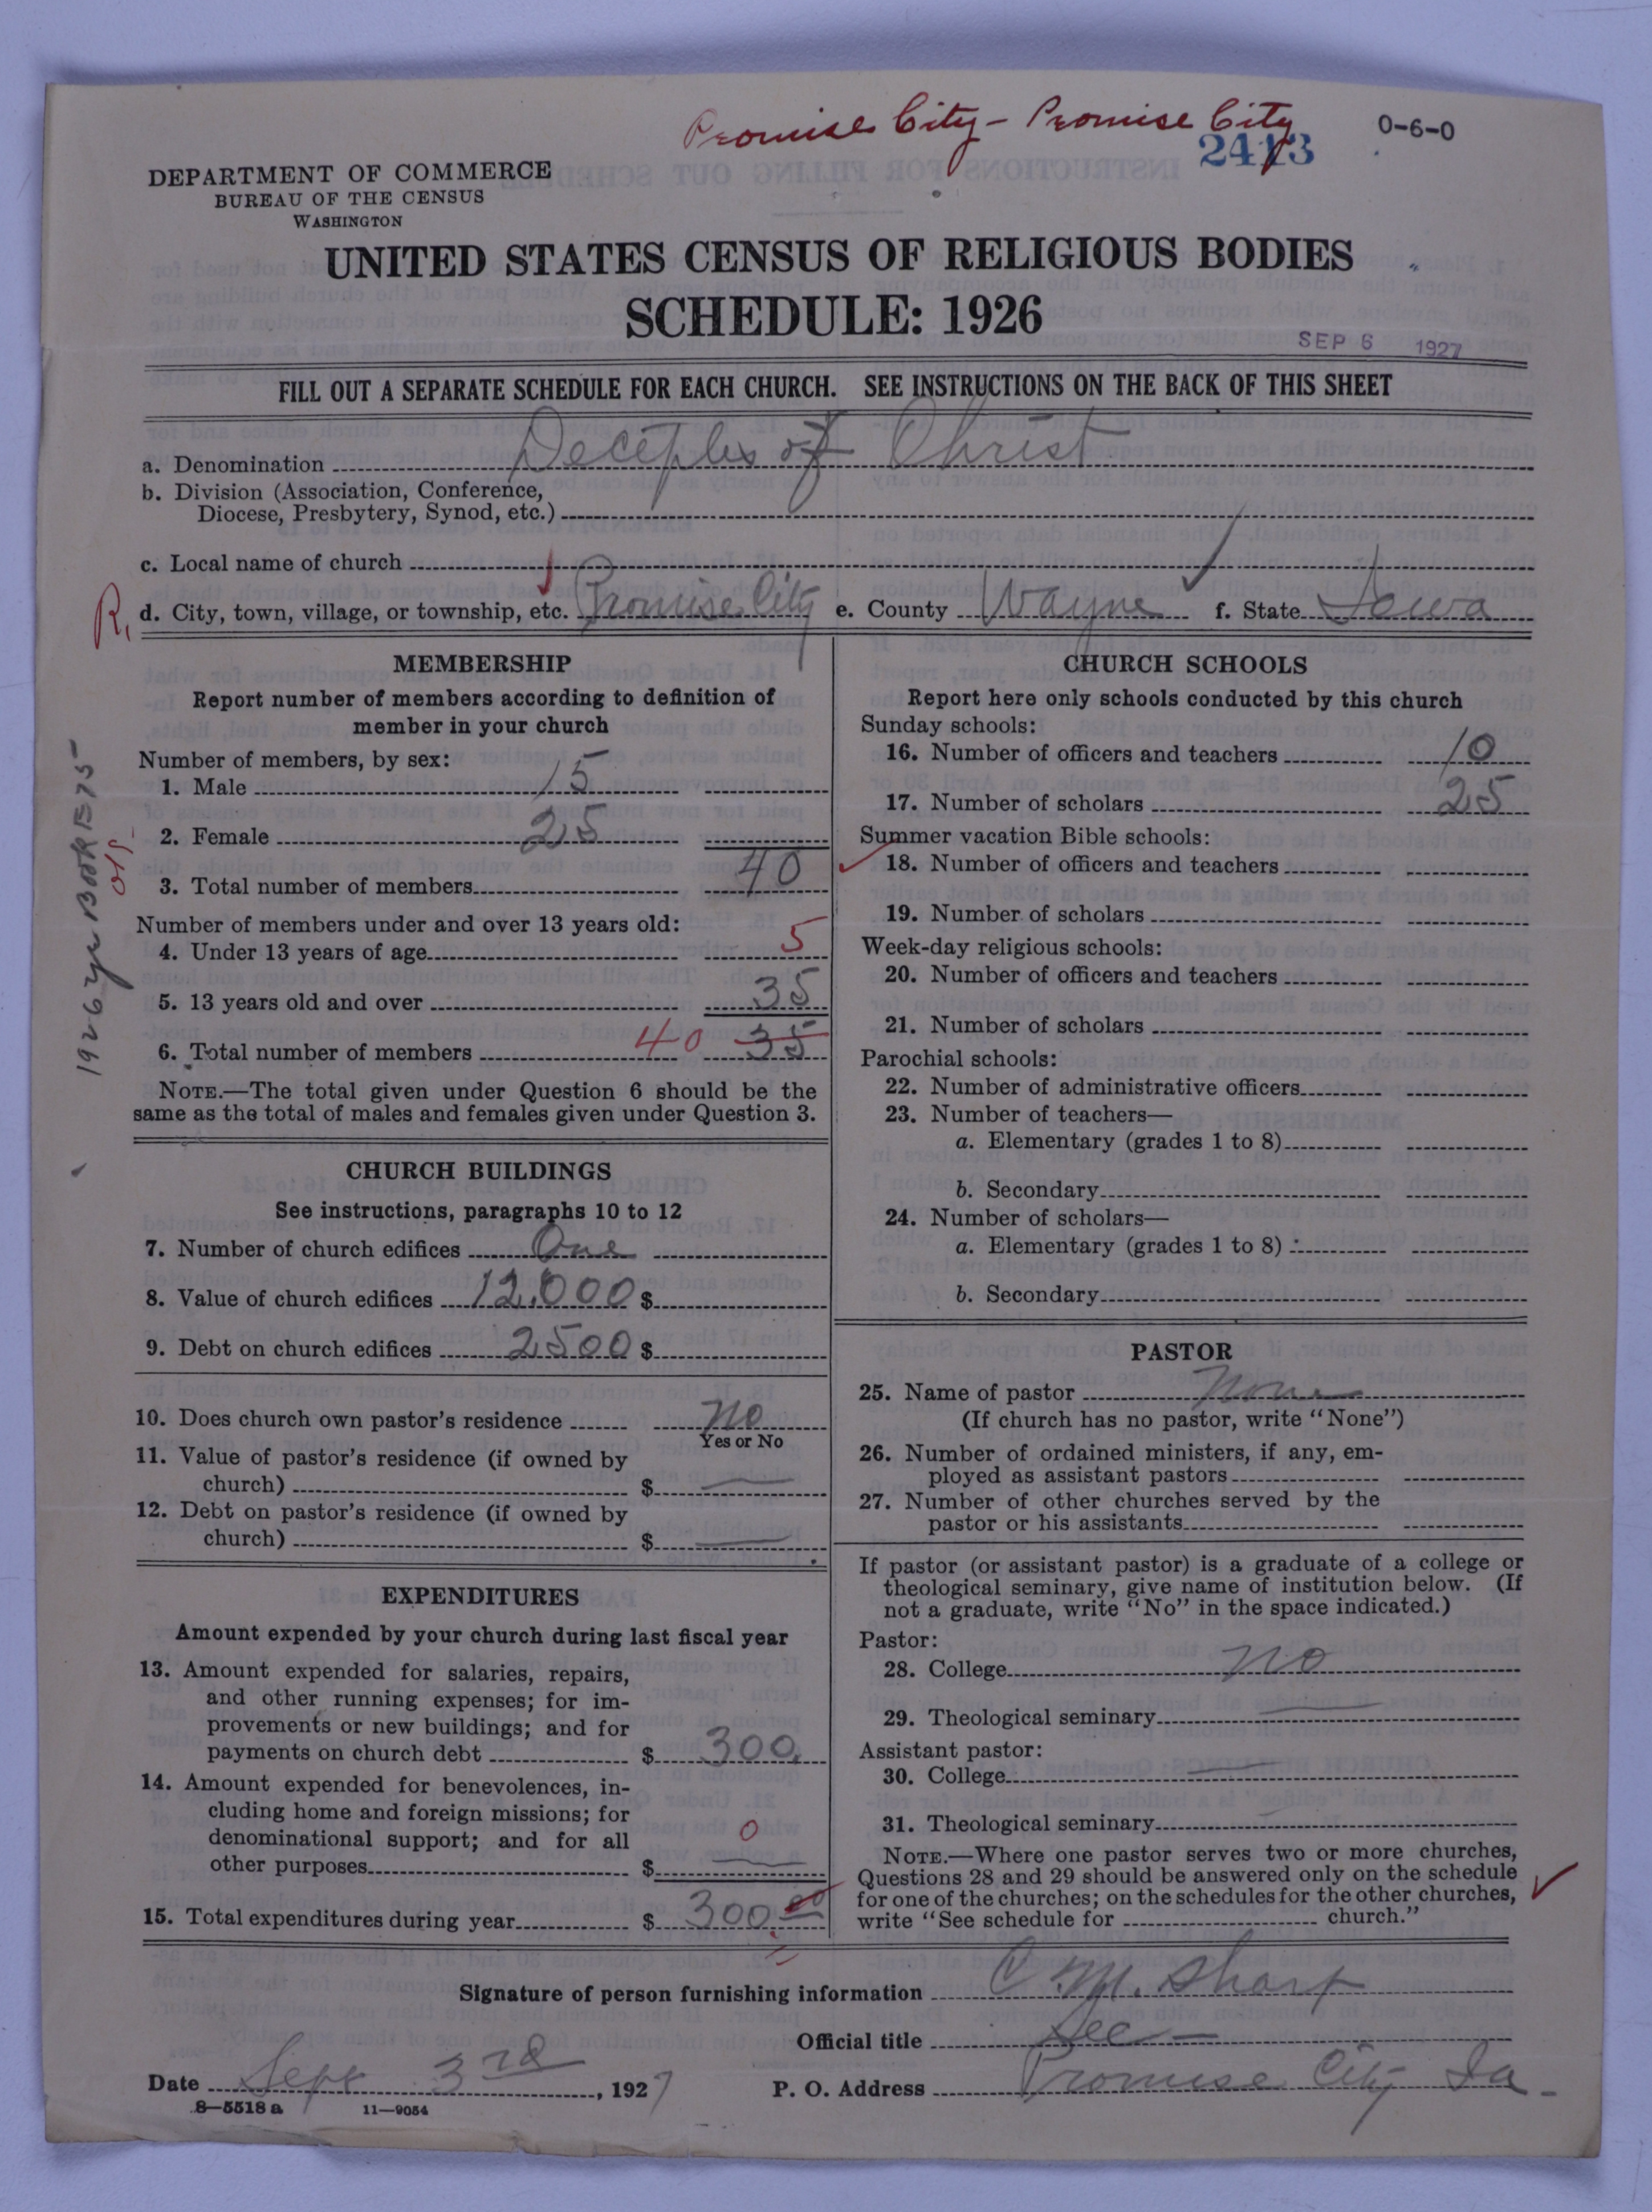 Promise City - Promise City
2413
0-6-0
DEPARTMENT OF COMMERCE
BUREAU OF THE CENSUS
WASHINGTON
UNITED STATES CENSUS OF RELIGIOUS BODIES
SCHEDULE: 1926
SEP 6 1927
FILL OUT A SEPARATE SCHEDULE FOR EACH CHURCH. SEE INSTRUCTIONS ON THE BACK OF THIS SHEET
a. Denomination Deceples of Christ
b. Division (Association, Conference,
Diocese, Presbytery, Synod, etc.)
c. Local name of church
R, d. City, town, village, or township, etc. Promise City e. County Wayne f. State Iowa
MEMBERSHIP
Report number of members according to definition of
member in your church
Number of members, by sex:
1. Male 15
2. Female 25
3. Total number of members 40
Number of members under and over 13 years old:
4. Under 13 years of age 5
5. 13 years old and over 35
6. Total number of members 40 35
NOTE.—The total given under Question 6 should be the
same as the total of males and females given under Question 3.
1926 yr BOOK
CHURCH BUILDINGS
See instructions, paragraphs 10 to 12
7. Number of church edifices One
8. Value of church edifices 12,000 $
9. Debt on church edifices 2500 $
10. Does church own pastor's residence No
Yes or No
11. Value of pastor's residence (if owned by
church) $
12. Debt on pastor's residence (if owned by
church) $
EXPENDITURES
Amount expended by your church during last fiscal year
13. Amount expended for salaries, repairs,
and other running expenses; for im-
provements or new buildings; and for
payments on church debt $ 300.
14. Amount expended for benevolences, in-
cluding home and foreign missions; for
denominational support; and for all
other purposes $ 0
15. Total expenditures during year $ 300.00
CHURCH SCHOOLS
Report here only schools conducted by this church
Sunday schools:
16. Number of officers and teachers 10
17. Number of scholars 25
Summer vacation Bible schools:
18. Number of officers and teachers
19. Number of scholars
Week-day religious schools:
20. Number of officers and teachers
21. Number of scholars
Parochial schools:
22. Number of administrative officers
23. Number of teachers—
a. Elementary (grades 1 to 8)
b. Secondary
24. Number of scholars—
a. Elementary (grades 1 to 8)
b. Secondary
PASTOR
25. Name of pastor None
(If church has no pastor, write "None")
26. Number of ordained ministers, if any, em-
ployed as assistant pastors
27. Number of other churches served by the
pastor or his assistants
If pastor (or assistant pastor) is a graduate of a college or
theological seminary, give name of institution below. (If
not a graduate, write "No" in the space indicated.)
Pastor:
28. College No
29. Theological seminary
Assistant pastor:
30. College
31. Theological seminary
NOTE.—Where one pastor serves two or more churches,
Questions 28 and 29 should be answered only on the schedule
for one of the churches; on the schedules for the other churches,
write "See schedule for church."
Signature of person furnishing information C. M. Sharp
Official title Sec -
Date Sept 3rd, 1927 P. O. Address Promise City Ia -
8-5518 a 11-9054